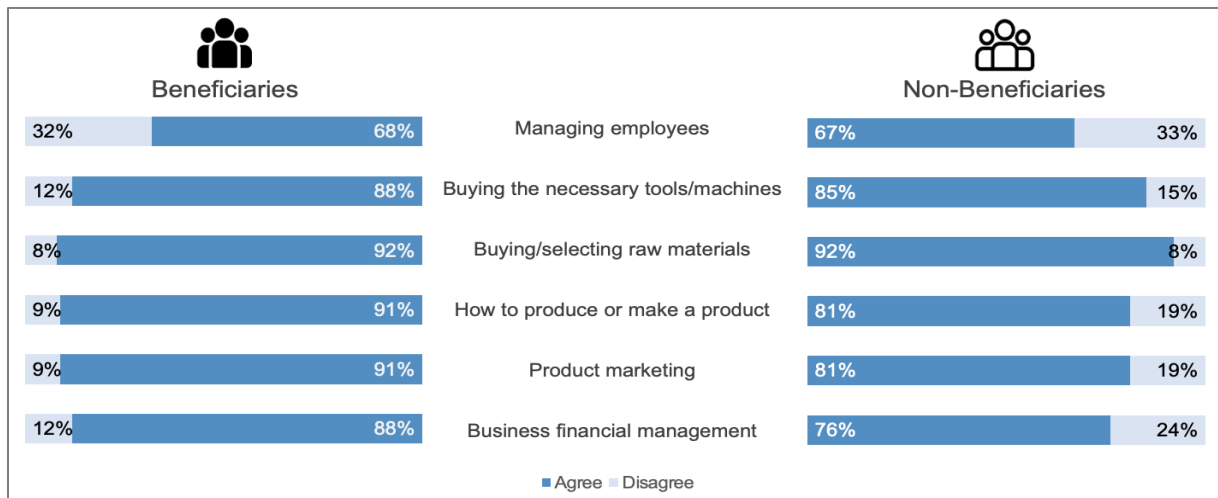 Beneficiaries
Non-Beneficiaries
32% 68% Managing employees 67% 33%
12% 88% Buying the necessary tools/machines 85% 15%
8% 92% Buying/selecting raw materials 92% 8%
9% 91% How to produce or make a product 81% 19%
9% 91% Product marketing 81% 19%
12% 88% Business financial management 76% 24%
Agree Disagree